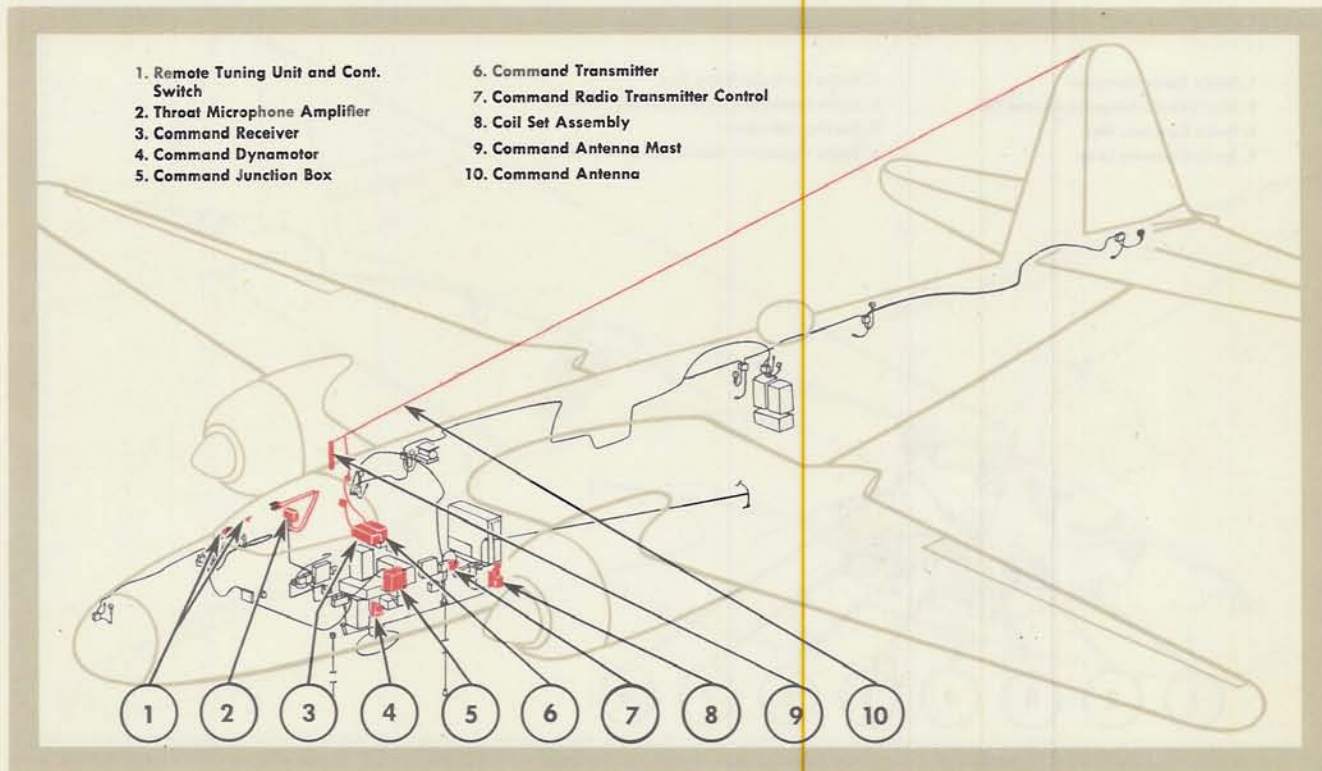 1. Remote Tuning Unit and Cont.
Switch
2. Throat Microphone Amplifier
3. Command Receiver
4. Command Dynamotor
5. Command Junction Box
6. Command Transmitter
7. Command Radio Transmitter Control
8. Coil Set Assembly
9. Command Antenna Mast
10. Command Antenna
1 2 3 4 5 6 7 8 9 10